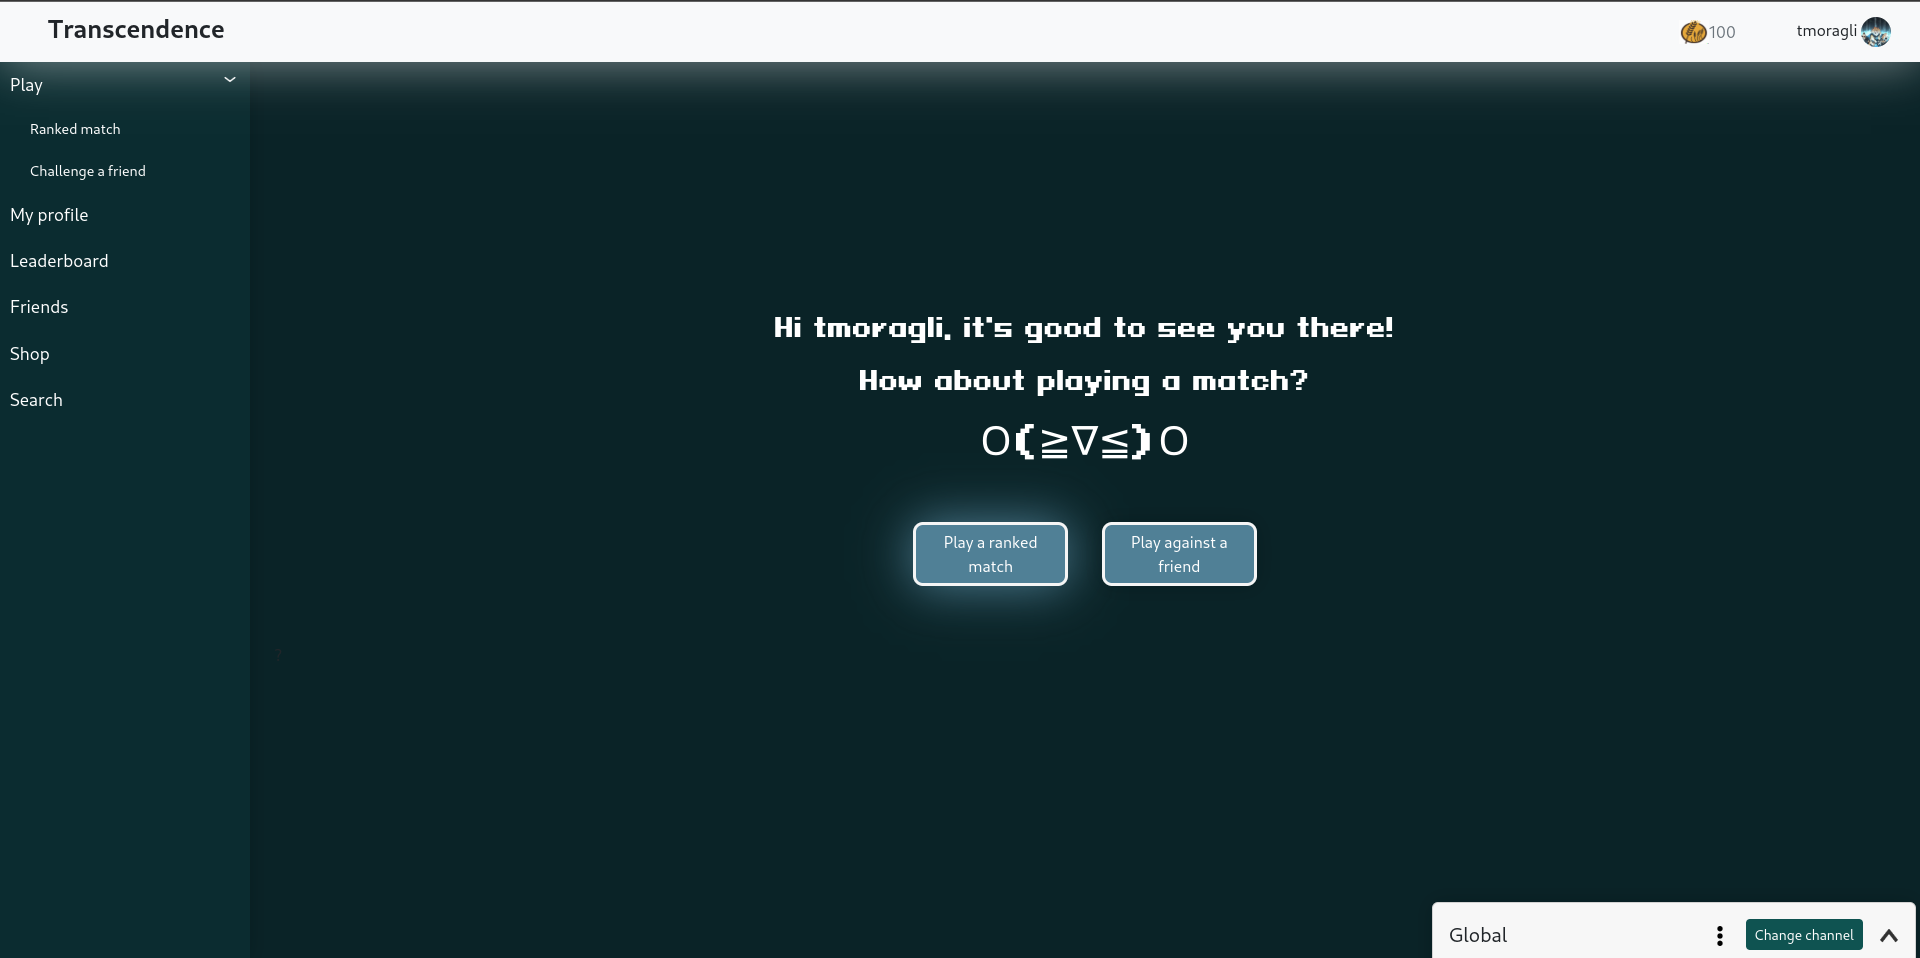 Transcendence
100
tmoragli
Play
Ranked match
Challenge a friend
My profile
Leaderboard
Friends
Shop
Search
Hi tmoragli, it's good to see you there!
How about playing a match?
O(≧∇≦)O
Play a ranked
match
Play against a
friend
?
Global
Change channel